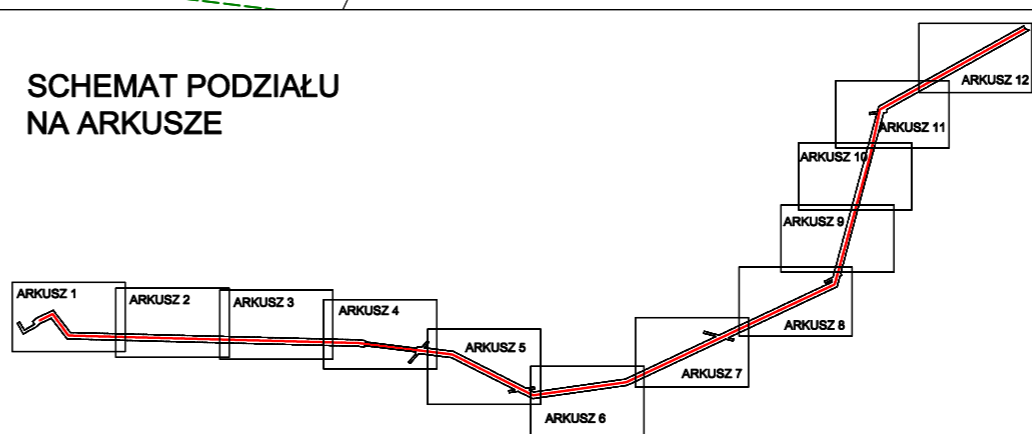 SCHEMAT PODZIAŁU
NA ARKUSZE
ARKUSZ 1
ARKUSZ 2
ARKUSZ 3
ARKUSZ 4
ARKUSZ 5
ARKUSZ 6
ARKUSZ 7
ARKUSZ 8
ARKUSZ 9
ARKUSZ 10
ARKUSZ 11
ARKUSZ 12